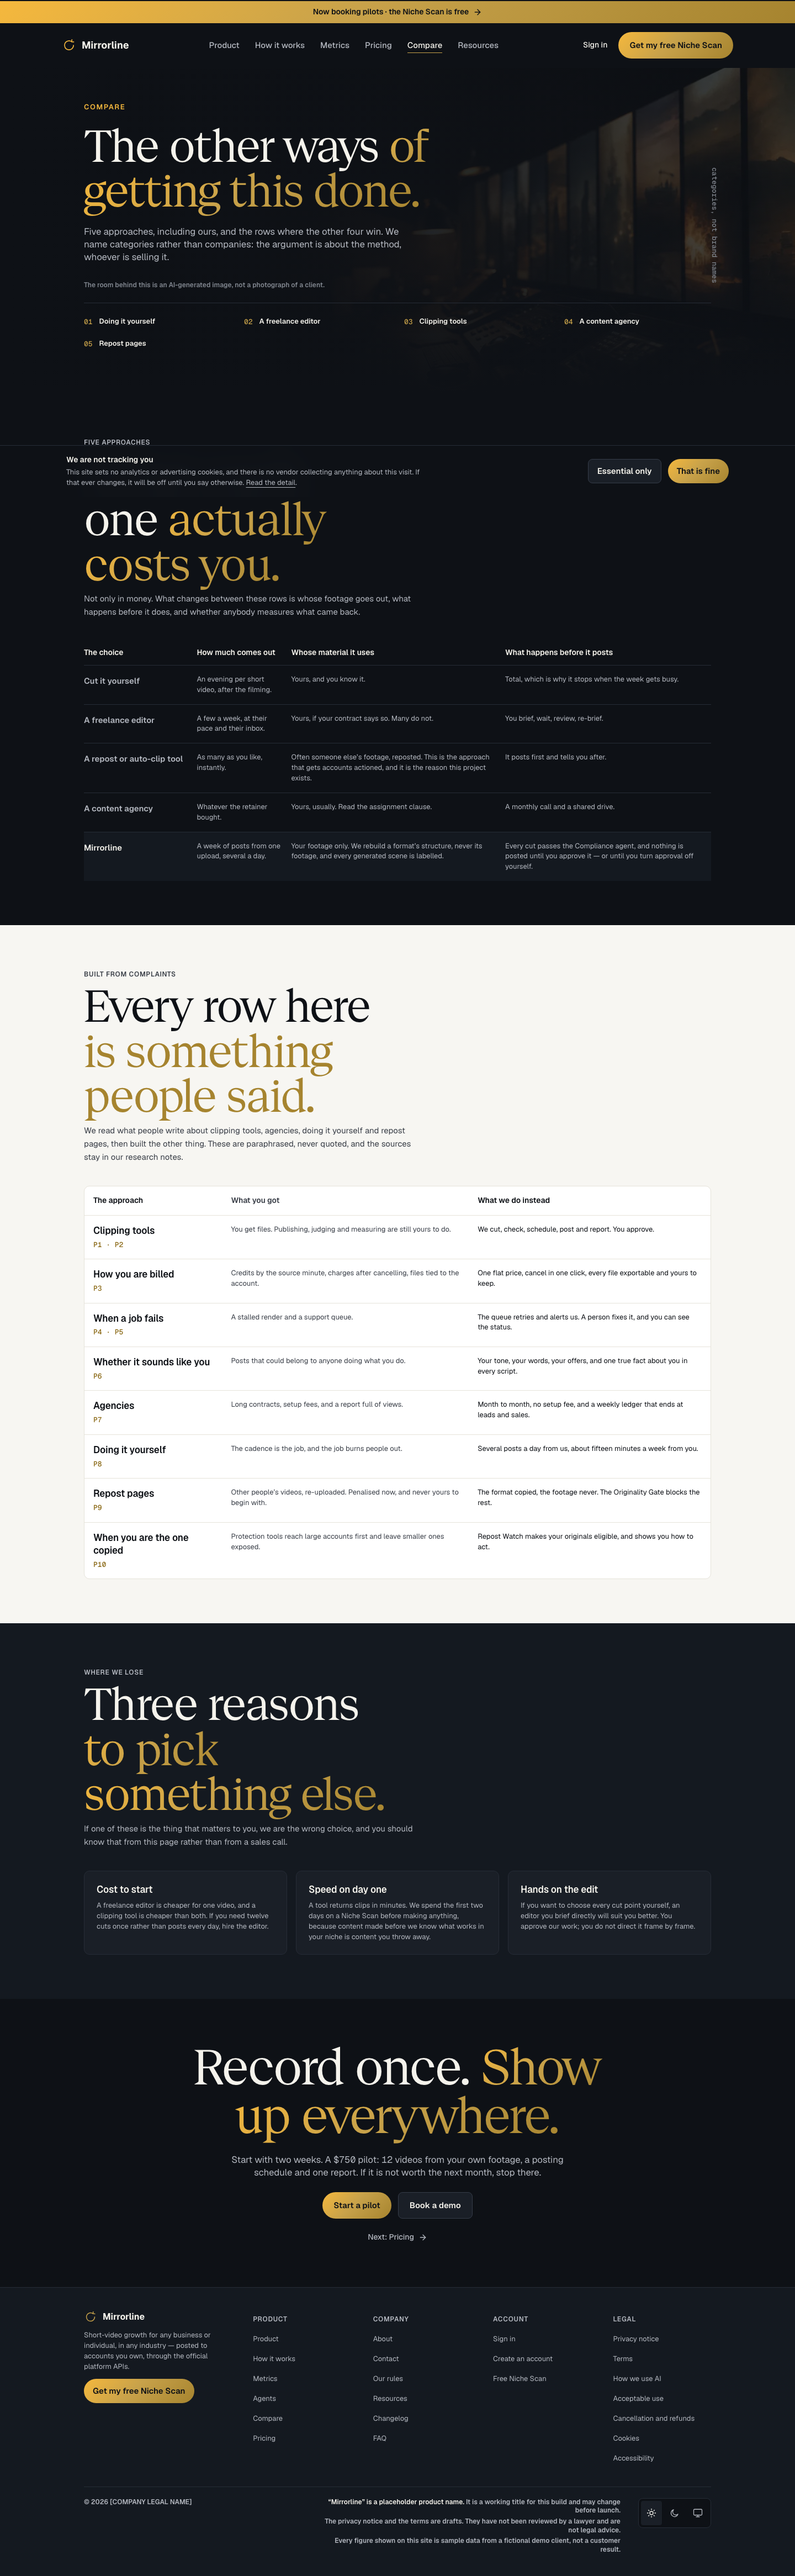 Now booking pilots · the Niche Scan is free →
Mirrorline
Product How it works Metrics Pricing Compare Resources
Sign in Get my free Niche Scan
COMPARE
The other ways of
getting this done.
Five approaches, including ours, and the rows where the other four win. We
name categories rather than companies: the argument is about the method,
whoever is selling it.
The room behind this is an AI-generated image, not a photograph of a client.
categories, not brand names
01 Doing it yourself 02 A freelance editor 03 Clipping tools 04 A content agency
05 Repost pages
FIVE APPROACHES
We are not tracking you
This site sets no analytics or advertising cookies, and there is no vendor collecting anything about this visit. If
that ever changes, it will be off until you say otherwise. Read the detail.
Essential only That is fine
one actually
costs you.
Not only in money. What changes between these rows is whose footage goes out, what
happens before it does, and whether anybody measures what came back.
The choice How much comes out Whose material it uses What happens before it posts
Cut it yourself
An evening per short
video, after the filming.
Yours, and you know it.
Total, which is why it stops when the week gets busy.
A freelance editor
A few a week, at their
pace and their inbox.
Yours, if your contract says so. Many do not.
You brief, wait, review, re-brief.
A repost or auto-clip tool
As many as you like,
instantly.
Often someone else's footage, reposted. This is the approach
that gets accounts actioned, and it is the reason this project
exists.
It posts first and tells you after.
A content agency
Whatever the retainer
bought.
Yours, usually. Read the assignment clause.
A monthly call and a shared drive.
Mirrorline
A week of posts from one
upload, several a day.
Your footage only. We rebuild a format's structure, never its
footage, and every generated scene is labelled.
Every cut passes the Compliance agent, and nothing is
posted until you approve it — or until you turn approval off
yourself.
BUILT FROM COMPLAINTS
Every row here
is something
people said.
We read what people write about clipping tools, agencies, doing it yourself and repost
pages, then built the other thing. These are paraphrased, never quoted, and the sources
stay in our research notes.
The approach What you got What we do instead
Clipping tools
P1 · P2
You get files. Publishing, judging and measuring are still yours to do.
We cut, check, schedule, post and report. You approve.
How you are billed
P3
Credits by the source minute, charges after cancelling, files tied to the
account.
One flat price, cancel in one click, every file exportable and yours to
keep.
When a job fails
P4 · P5
A stalled render and a support queue.
The queue retries and alerts us. A person fixes it, and you can see
the status.
Whether it sounds like you
P6
Posts that could belong to anyone doing what you do.
Your tone, your words, your offers, and one true fact about you in
every script.
Agencies
P7
Long contracts, setup fees, and a report full of views.
Month to month, no setup fee, and a weekly ledger that ends at
leads and sales.
Doing it yourself
P8
The cadence is the job, and the job burns people out.
Several posts a day from us, about fifteen minutes a week from you.
Repost pages
P9
Other people's videos, re-uploaded. Penalised now, and never yours to
begin with.
The format copied, the footage never. The Originality Gate blocks the
rest.
When you are the one
copied
P10
Protection tools reach large accounts first and leave smaller ones
exposed.
Repost Watch makes your originals eligible, and shows you how to
act.
WHERE WE LOSE
Three reasons
to pick
something else.
If one of these is the thing that matters to you, we are the wrong choice, and you should
know that from this page rather than from a sales call.
Cost to start
A freelance editor is cheaper for one video, and a
clipping tool is cheaper than both. If you need twelve
cuts once rather than posts every day, hire the editor.
Speed on day one
A tool returns clips in minutes. We spend the first two
days on a Niche Scan before making anything,
because content made before we know what works in
your niche is content you throw away.
Hands on the edit
If you want to choose every cut point yourself, an
editor you brief directly will suit you better. You
approve our work; you do not direct it frame by frame.
Record once. Show
up everywhere.
Start with two weeks. A $750 pilot: 12 videos from your own footage, a posting
schedule and one report. If it is not worth the next month, stop there.
Start a pilot Book a demo
Next: Pricing →
Mirrorline
Short-video growth for any business or
individual, in any industry — posted to
accounts you own, through the official
platform APIs.
Get my free Niche Scan
PRODUCT
Product
How it works
Metrics
Agents
Compare
Pricing
COMPANY
About
Contact
Our rules
Resources
Changelog
FAQ
ACCOUNT
Sign in
Create an account
Free Niche Scan
LEGAL
Privacy notice
Terms
How we use AI
Acceptable use
Cancellation and refunds
Cookies
Accessibility
© 2026 [COMPANY LEGAL NAME]
"Mirrorline" is a placeholder product name. It is a working title for this build and may change
before launch.
The privacy notice and the terms are drafts. They have not been reviewed by a lawyer and are
not legal advice.
Every figure shown on this site is sample data from a fictional demo client, not a customer
result.